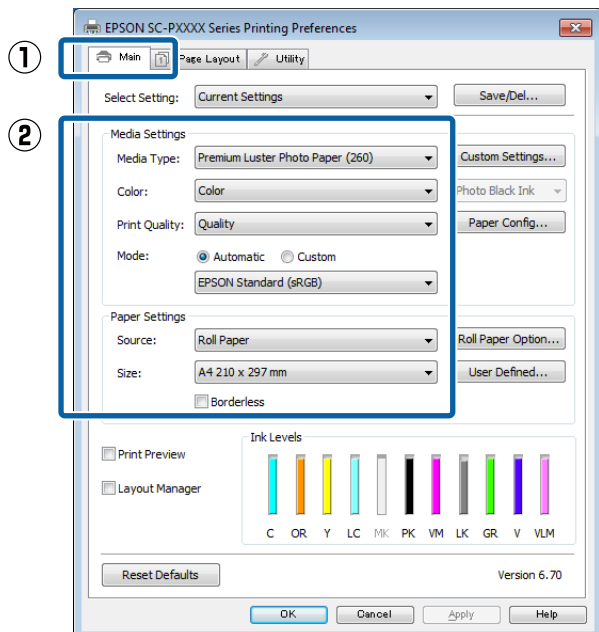 EPSON SC-PXXXX Series Printing Preferences
① Main Page Layout Utility
Select Setting: Current Settings Save/Del...
②
Media Settings
Media Type: Premium Luster Photo Paper (260) Custom Settings...
Color: Color Photo Black Ink
Print Quality: Quality Paper Config...
Mode: Automatic Custom
EPSON Standard (sRGB)
Paper Settings
Source: Roll Paper Roll Paper Option...
Size: A4 210 x 297 mm User Defined...
Borderless
Ink Levels
Print Preview
Layout Manager
C OR Y LC MK PK VM LK GR V VLM
Reset Defaults Version 6.70
OK Cancel Apply Help